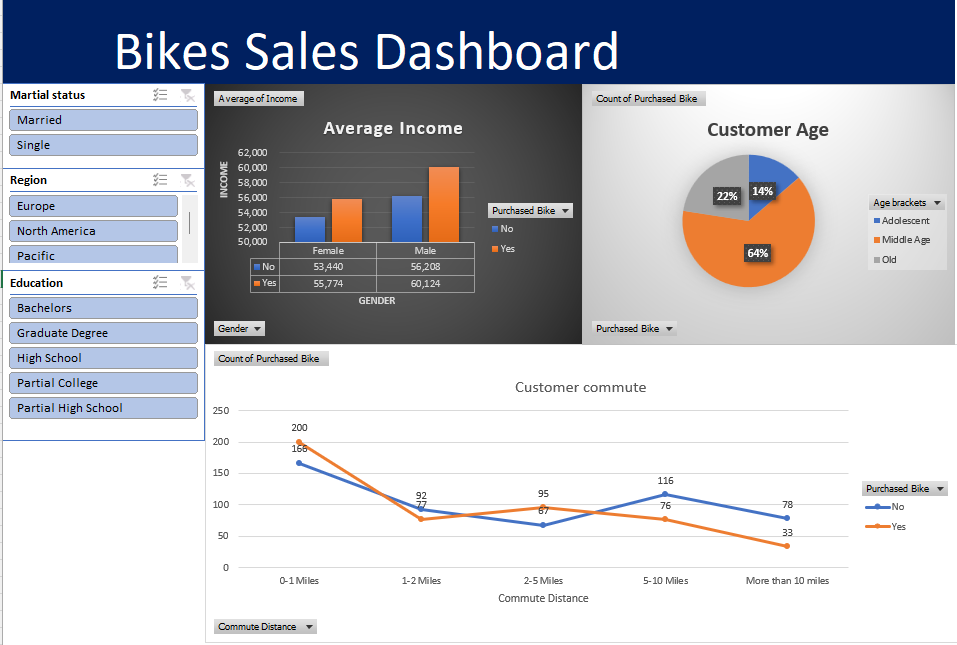 Bikes Sales Dashboard
Martial status
Married
Single
Region
Europe
North America
Pacific
Education
Bachelors
Graduate Degree
High School
Partial College
Partial High School
Average of Income
Average Income
INCOME
62,000
60,000
58,000
56,000
54,000
52,000
50,000
Female Male
No 53,440 56,208
Yes 55,774 60,124
GENDER
Purchased Bike
No
Yes
Gender
Count of Purchased Bike
Customer Age
14%
22%
64%
Age brackets
Adolescent
Middle Age
Old
Purchased Bike
Count of Purchased Bike
Customer commute
250
200
150
100
50
0
200
166
92
77
95
67
116
76
78
33
0-1 Miles 1-2 Miles 2-5 Miles 5-10 Miles More than 10 miles
Commute Distance
Purchased Bike
No
Yes
Commute Distance